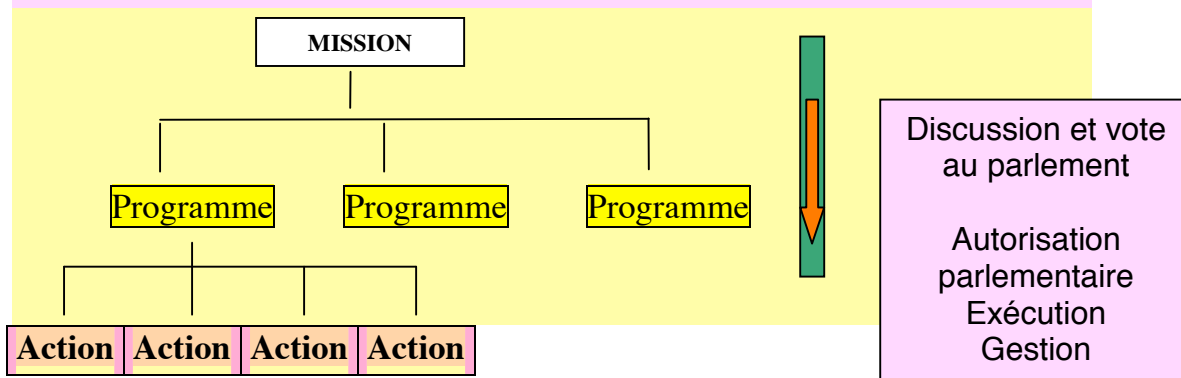 MISSION
Programme Programme Programme
Action Action Action Action
Discussion et vote
au parlement
Autorisation
parlementaire
Exécution
Gestion